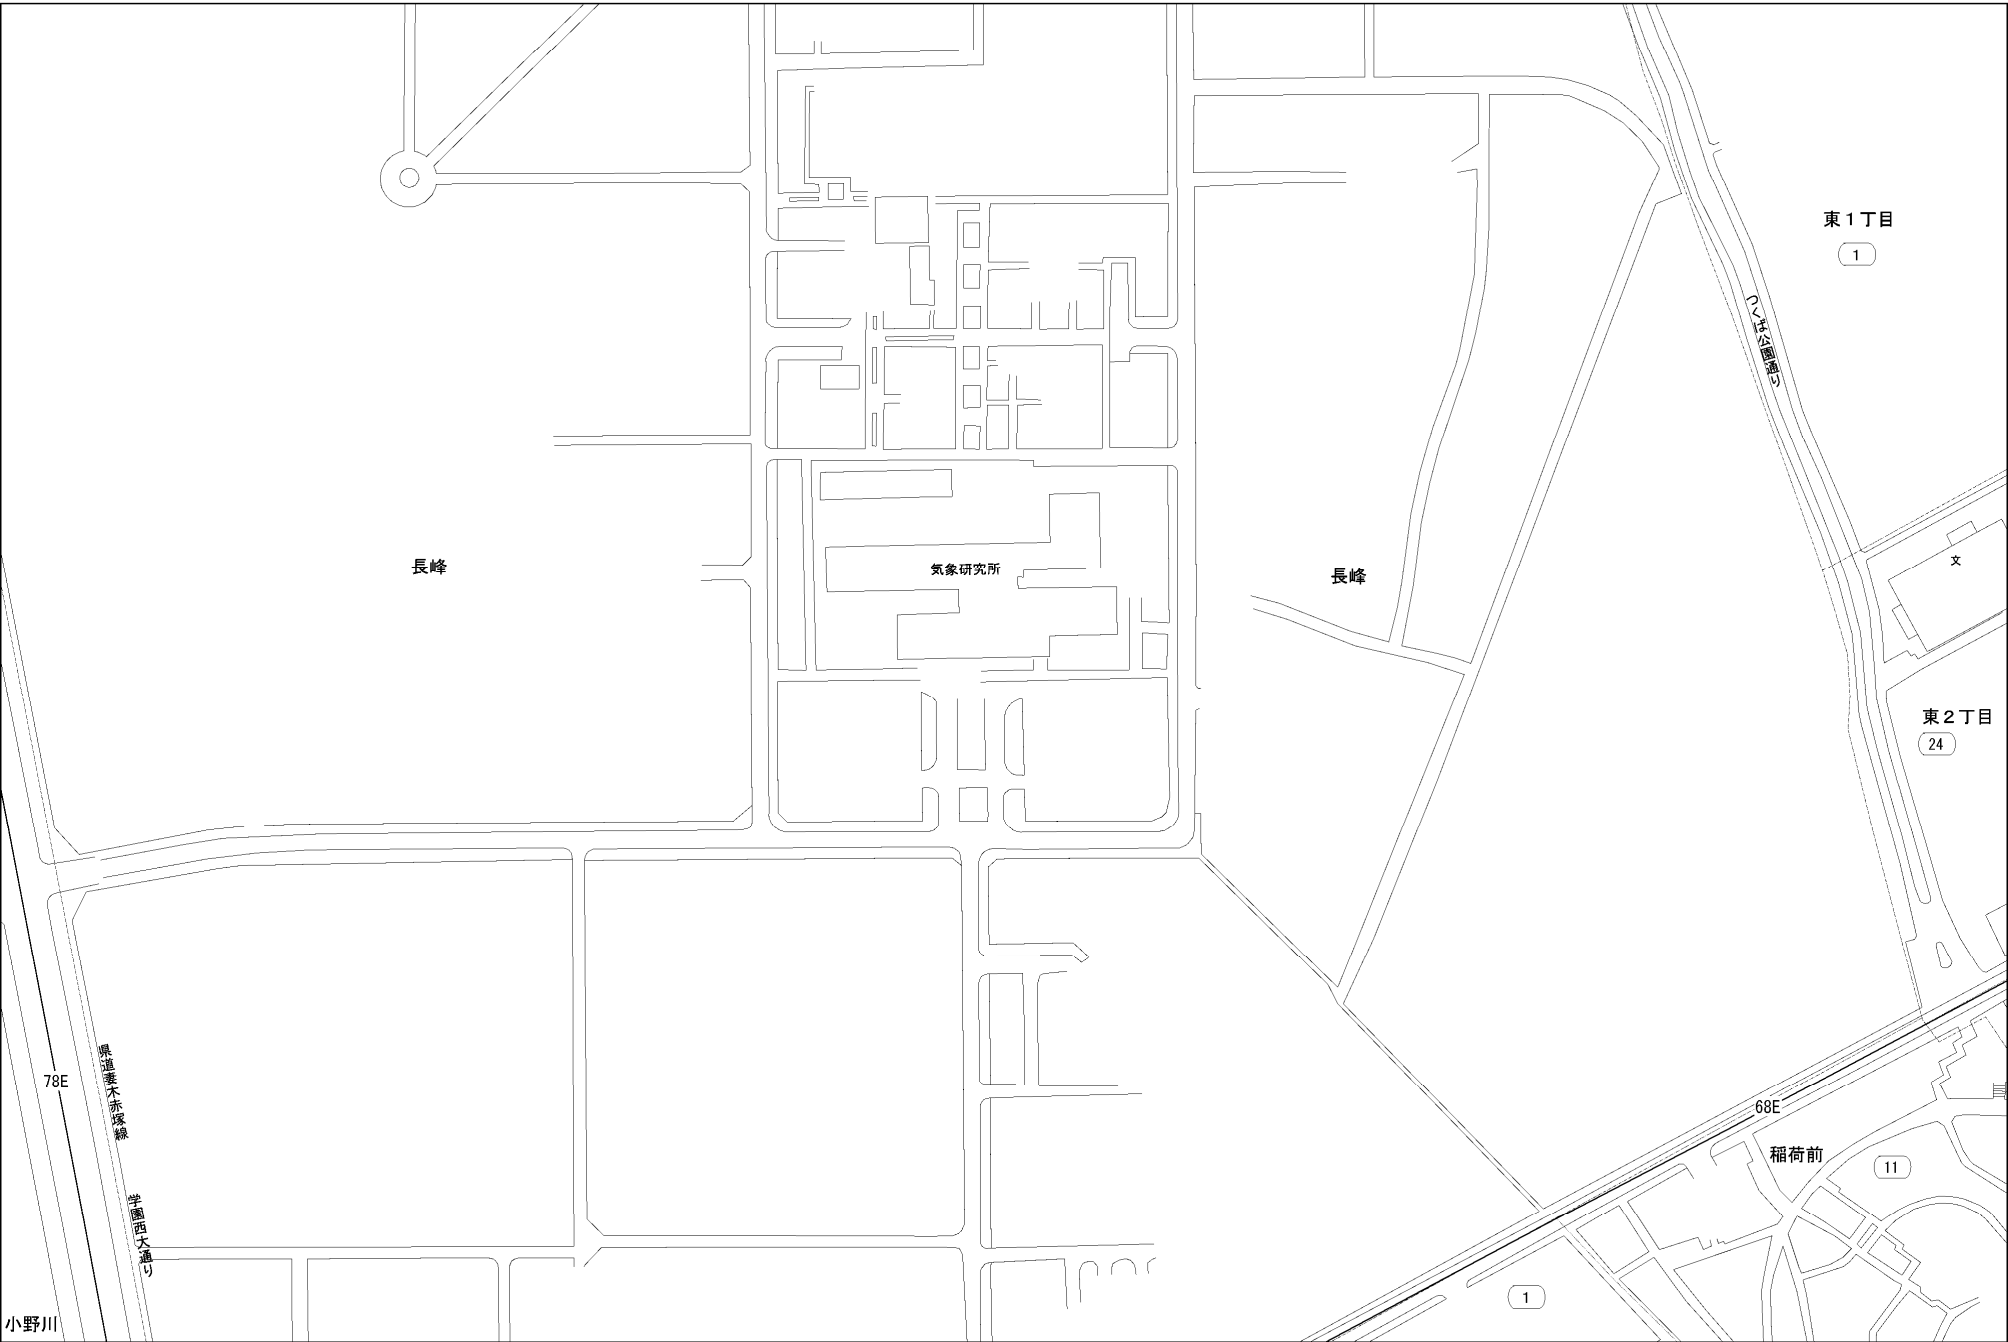 東1丁目
1
つくば公園通り
長峰
気象研究所
長峰
文
東2丁目
24
78E
県道妻木赤塚線
68E
稲荷前
11
学園西大通り
1
小野川